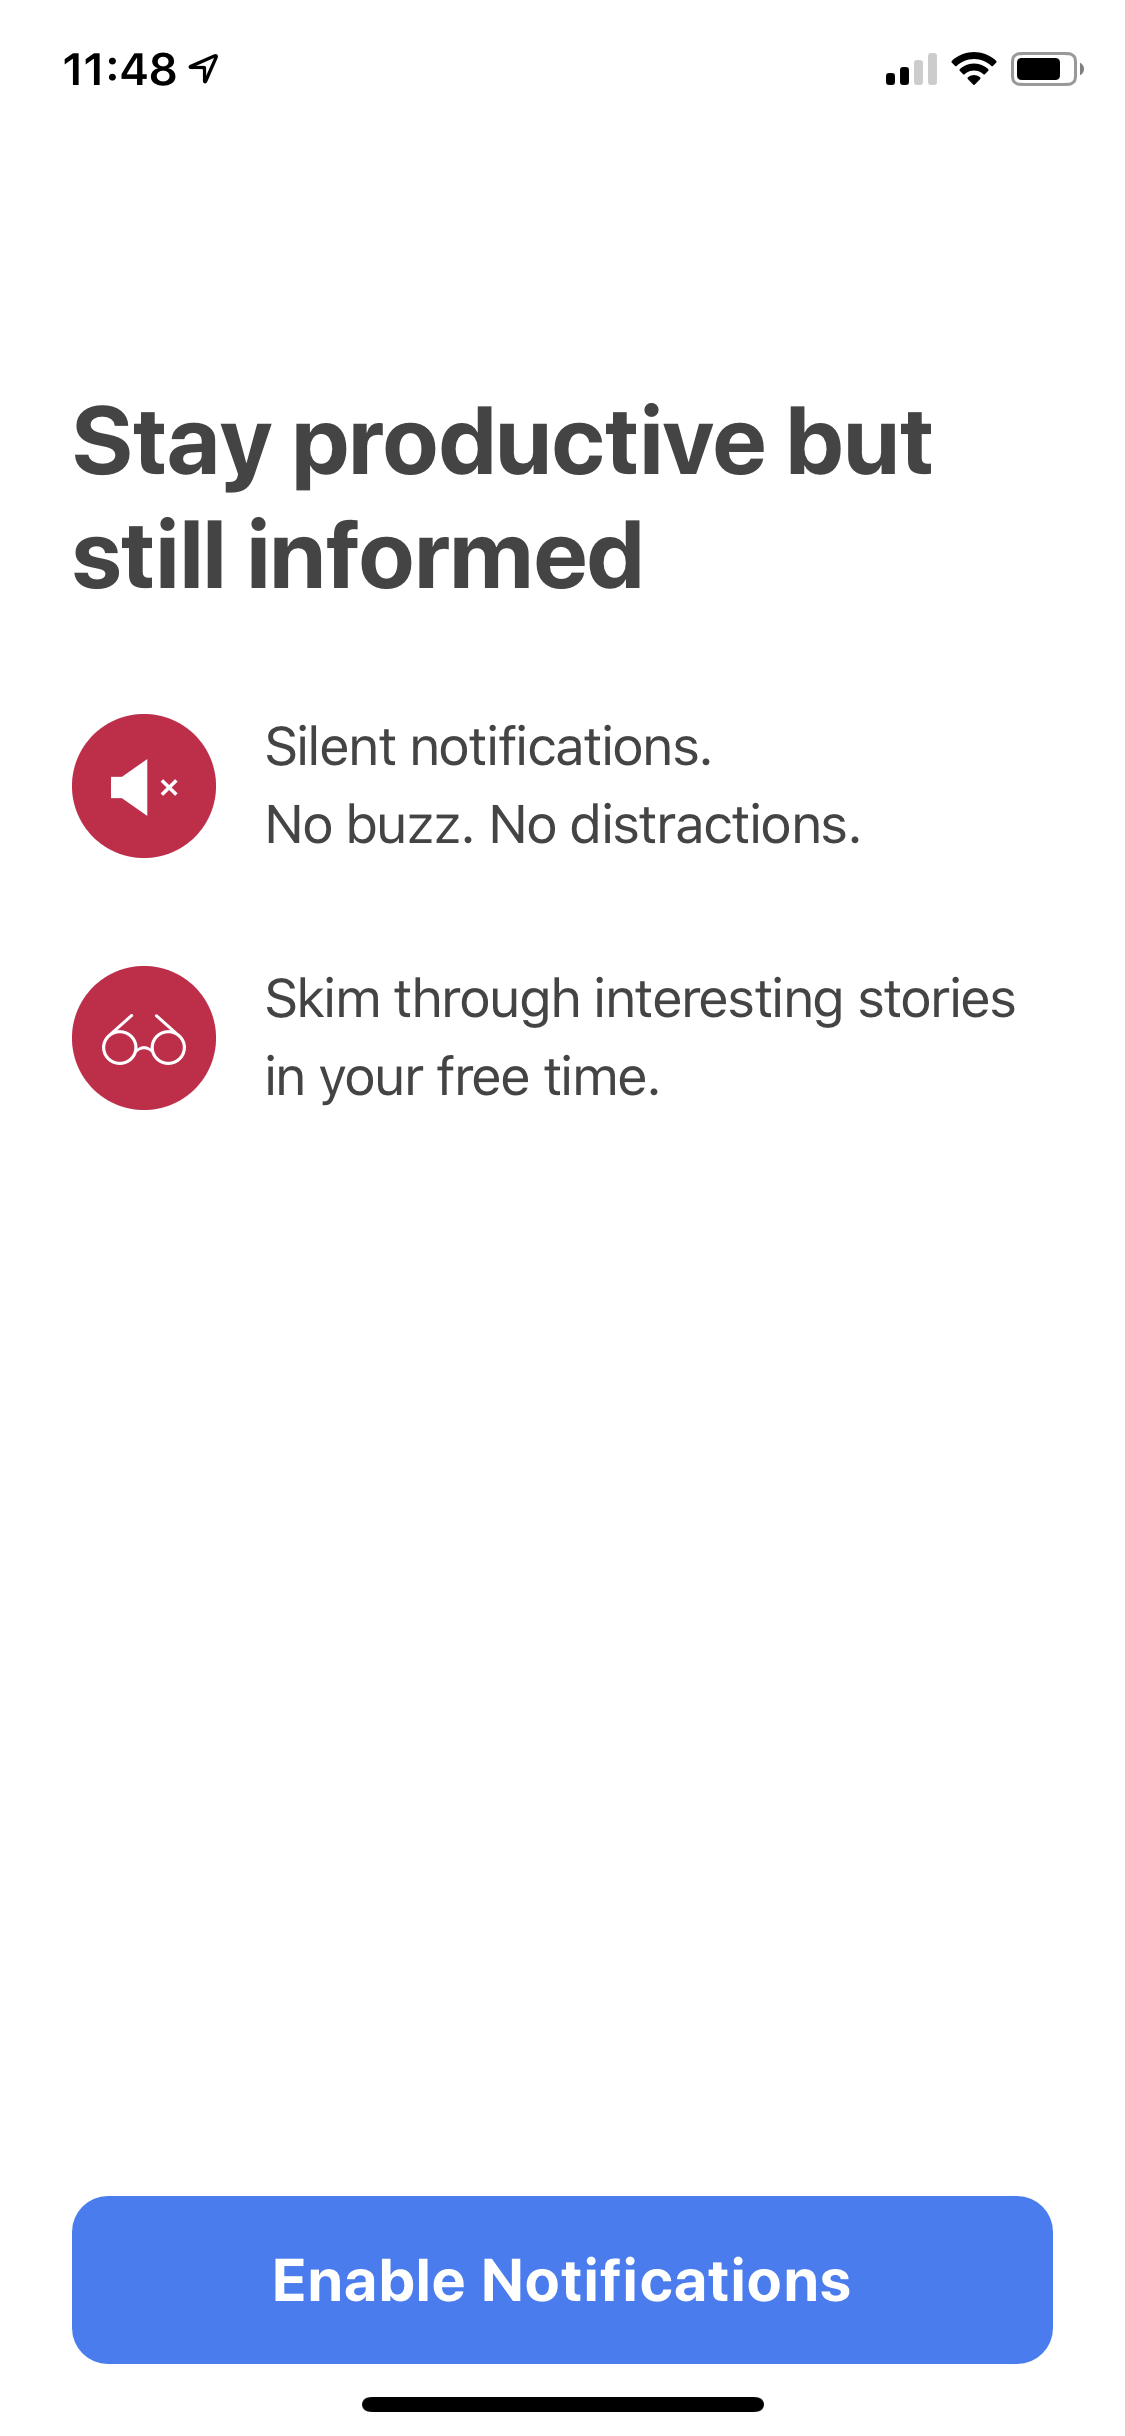 11:48
Stay productive but
still informed
Silent notifications.
No buzz. No distractions.
Skim through interesting stories
in your free time.
Enable Notifications